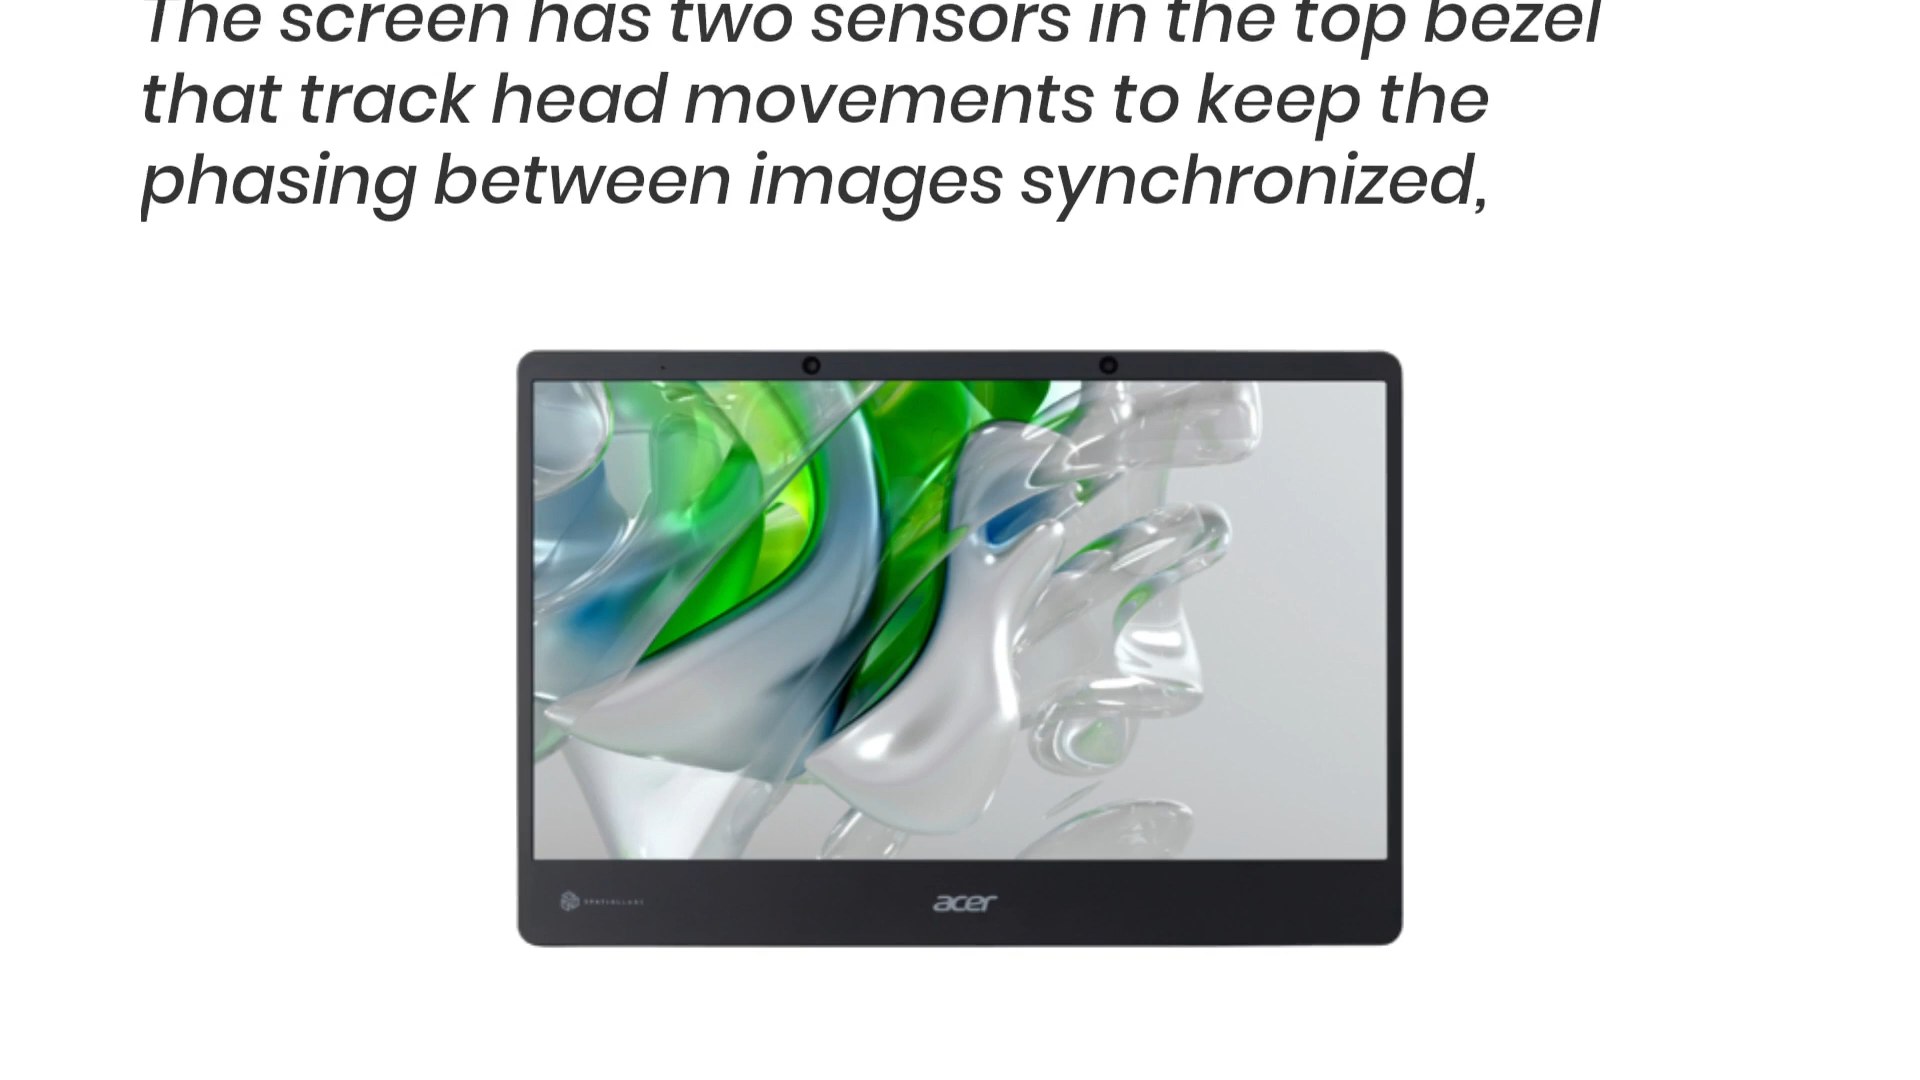 The screen has two sensors in the top bezel
that track head movements to keep the
phasing between images synchronized,
SPATIALLABS
acer